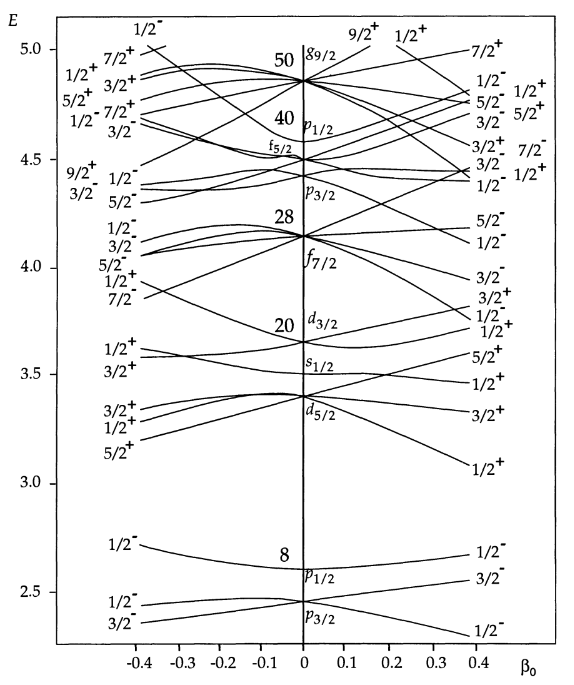 E
1/2⁻
9/2⁺ 1/2⁺
5.0 7/2⁺ 50 g9/2 7/2⁺
1/2⁺ 3/2⁺ 1/2⁻ 1/2⁺
5/2⁺ 7/2⁺ 5/2⁻ 5/2⁺
1/2⁻ 3/2⁻ 40 p1/2 3/2⁻
4.5 f5/2 3/2⁺ 7/2⁻
9/2⁺ 1/2⁻ 3/2⁻ 1/2⁺
3/2⁻ 5/2⁻ p3/2 1/2⁻
1/2⁻ 28 5/2⁻
3/2⁻ 1/2⁻
4.0 5/2⁻ f7/2
1/2⁺ 3/2⁻
7/2⁻ 3/2⁺
20 d3/2 1/2⁻
1/2⁺
1/2⁺ s1/2 5/2⁺
3.5 3/2⁺ 1/2⁺
3/2⁺ 3/2⁺
1/2⁺ d5/2
5/2⁺
3.0 1/2⁺
1/2⁻ 8 1/2⁻
2.5 1/2⁻ p1/2 3/2⁻
3/2⁻ p3/2 1/2⁻
-0.4 -0.3 -0.2 -0.1 0 0.1 0.2 0.3 0.4 β₀